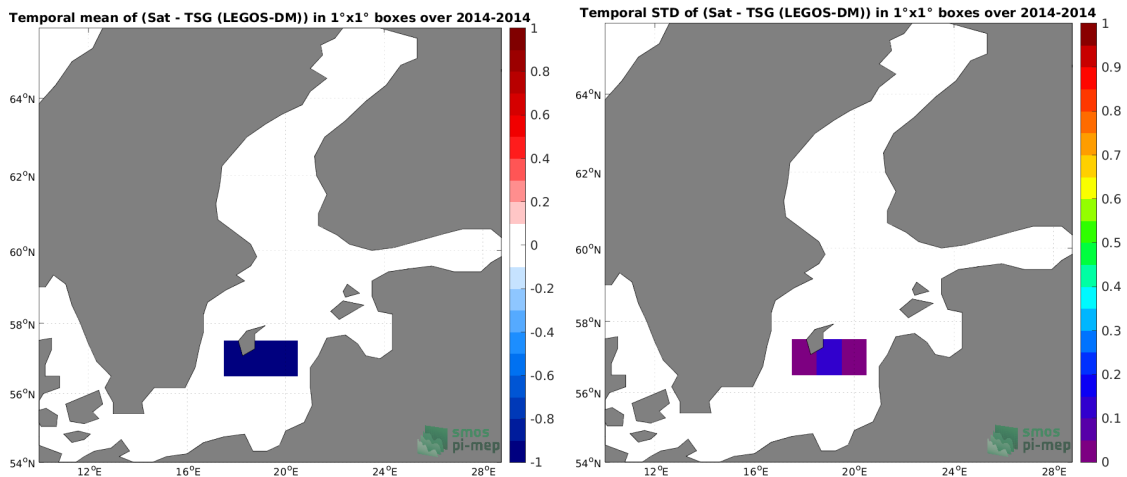 Temporal mean of (Sat - TSG (LEGOS-DM)) in 1°x1° boxes over 2014-2014
64°N
62°N
60°N
58°N
56°N
54°N
12°E
16°E
20°E
24°E
28°E
1
0.8
0.6
0.4
0.2
0
-0.2
-0.4
-0.6
-0.8
-1
smos
pi-mep
Temporal STD of (Sat - TSG (LEGOS-DM)) in 1°x1° boxes over 2014-2014
64°N
62°N
60°N
58°N
56°N
54°N
12°E
16°E
20°E
24°E
28°E
1
0.9
0.8
0.7
0.6
0.5
0.4
0.3
0.2
0.1
0
smos
pi-mep